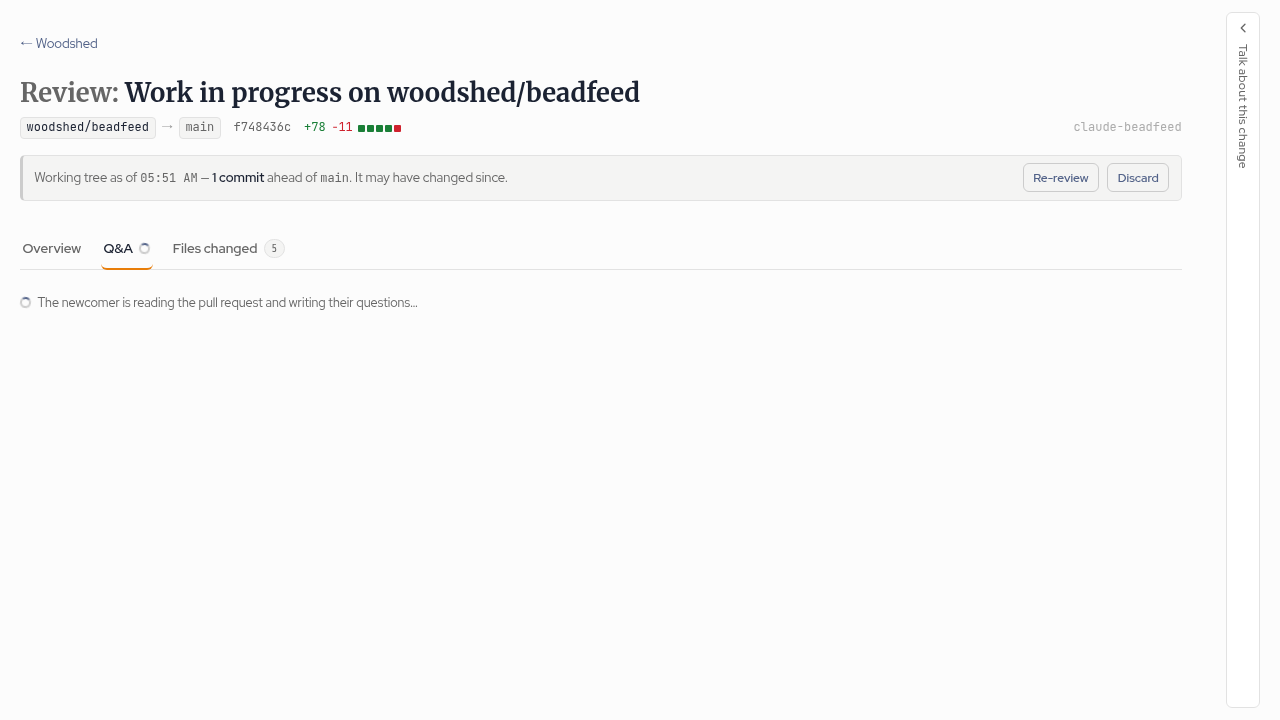 ← Woodshed
Review: Work in progress on woodshed/beadfeed
woodshed/beadfeed → main f748436c +78 -11 claude-beadfeed
Working tree as of 05:51 AM — 1 commit ahead of main. It may have changed since. Re-review Discard
Overview Q&A Files changed 5
The newcomer is reading the pull request and writing their questions…
Talk about this change